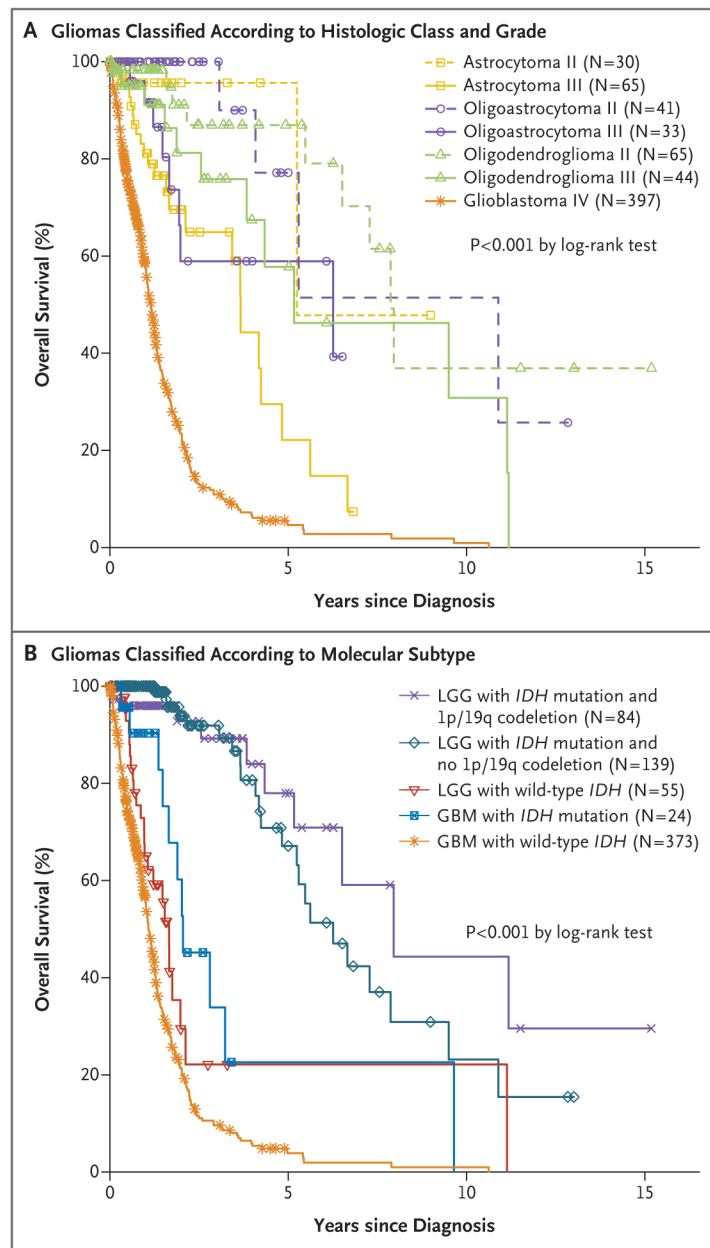 A Gliomas Classified According to Histologic Class and Grade
Overall Survival (%)
100
80
60
40
20
0
0
5
10
15
Years since Diagnosis
Astrocytoma II (N=30)
Astrocytoma III (N=65)
Oligoastrocytoma II (N=41)
Oligoastrocytoma III (N=33)
Oligodendroglioma II (N=65)
Oligodendroglioma III (N=44)
Glioblastoma IV (N=397)
P<0.001 by log-rank test
B Gliomas Classified According to Molecular Subtype
Overall Survival (%)
100
80
60
40
20
0
0
5
10
15
Years since Diagnosis
LGG with IDH mutation and
1p/19q codeletion (N=84)
LGG with IDH mutation and
no 1p/19q codeletion (N=139)
LGG with wild-type IDH (N=55)
GBM with IDH mutation (N=24)
GBM with wild-type IDH (N=373)
P<0.001 by log-rank test